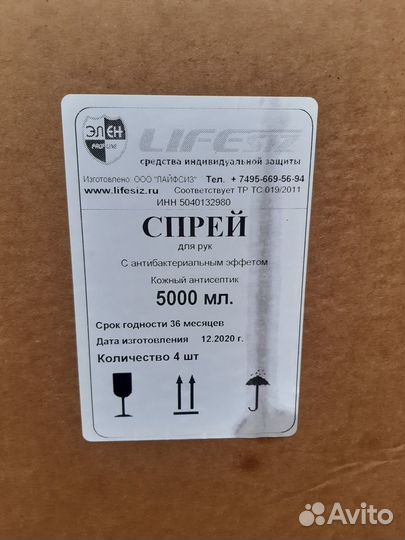 ЭЛЕН
PROFLINE
LIFESIZ
средства индивидуальной защиты
Изготовлено: ООО "ЛАЙФСИЗ" Тел. + 7495-669-56-94
www.lifesiz.ru Соответствует ТР ТС 019/2011
ИНН 5040132980
СПРЕЙ
для рук
С антибактериальным эффектом
Кожный антисептик
5000 мл.
Срок годности 36 месяцев
Дата изготовления 12.2020 г.
Количество 4 шт
Avito